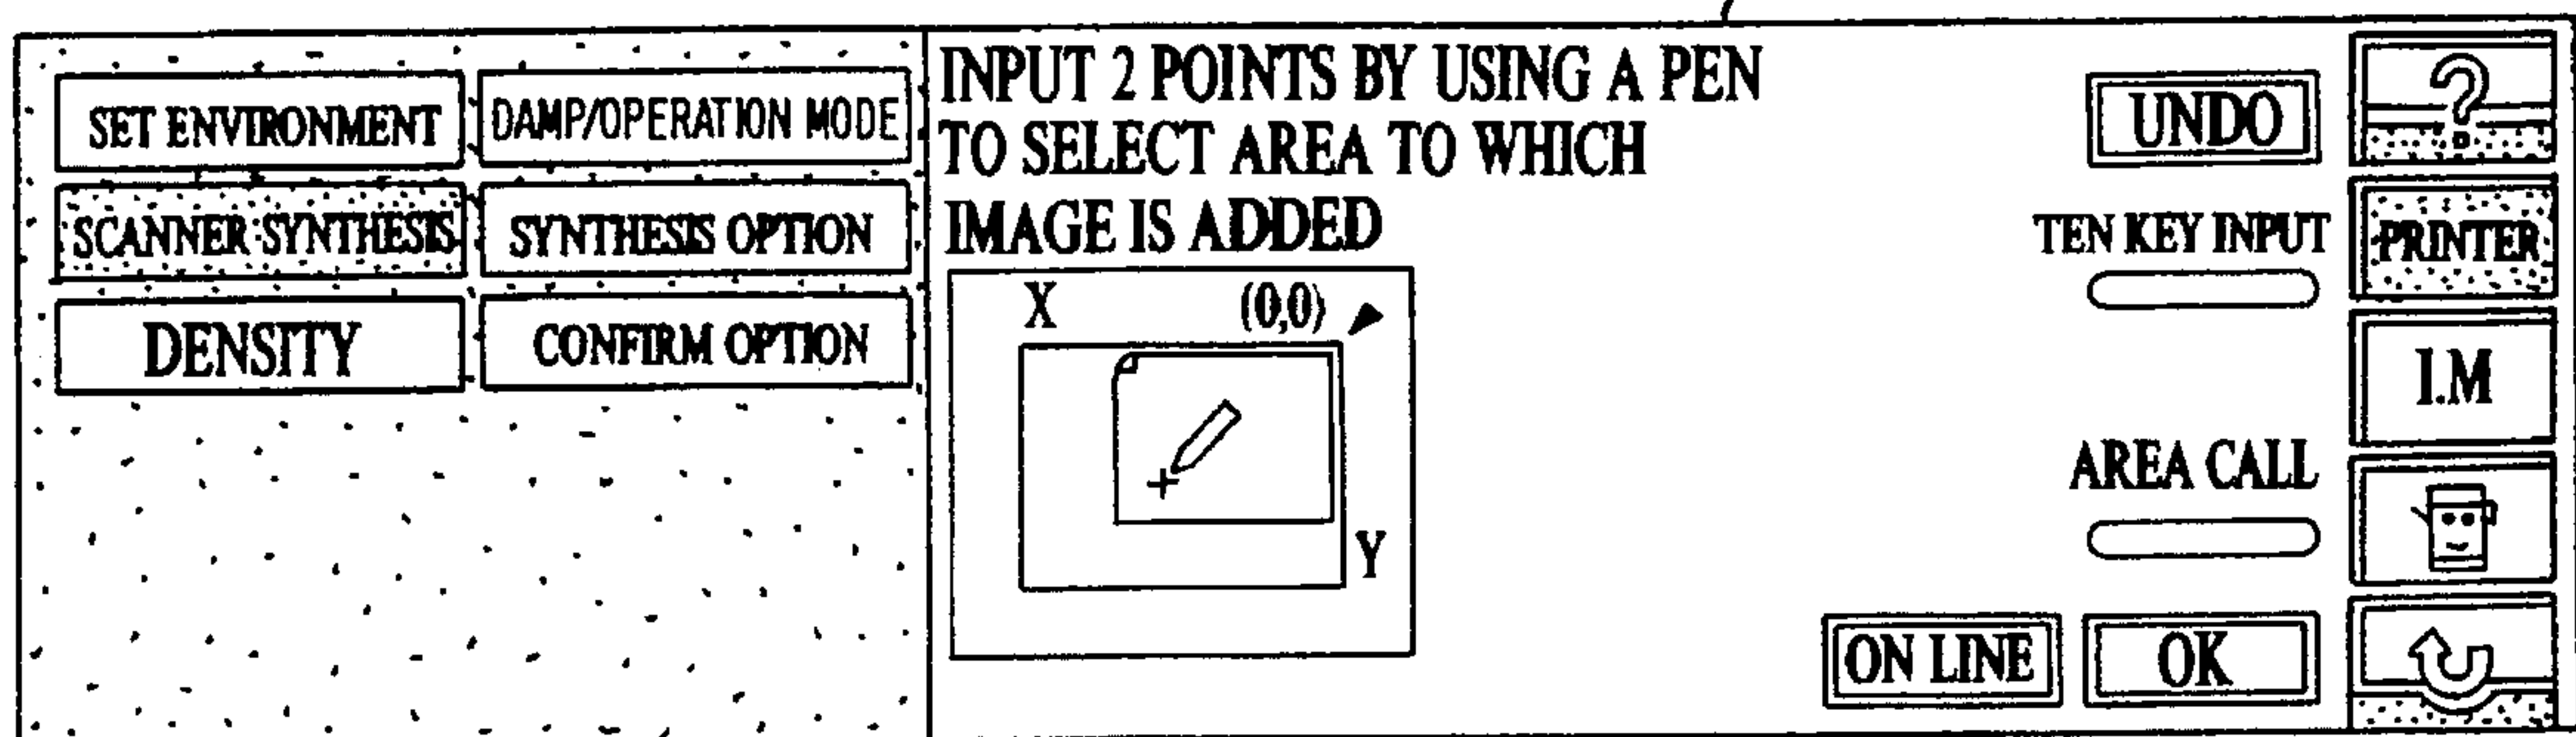 SET ENVIRONMENT
DAMP/OPERATION MODE
SCANNER SYNTHESIS
SYNTHESIS OPTION
DENSITY
CONFIRM OPTION
INPUT 2 POINTS BY USING A PEN
TO SELECT AREA TO WHICH
IMAGE IS ADDED
X (0,0)
Y
UNDO
TEN KEY INPUT
AREA CALL
ON LINE
OK
?
PRINTER
I.M